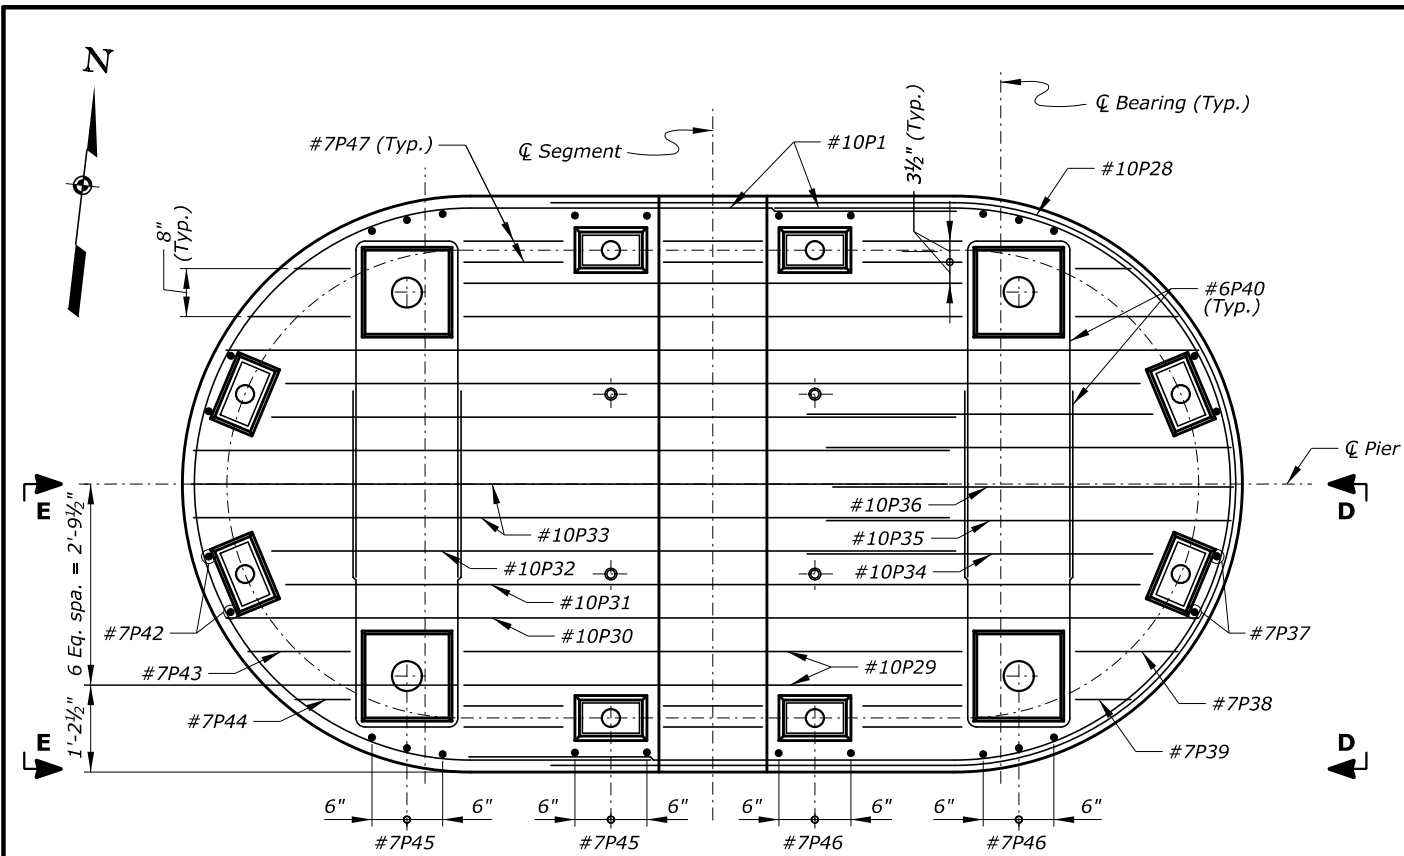 N
℄ Bearing (Typ.)
#7P47 (Typ.)
℄ Segment
#10P1
3½" (Typ.)
#10P28
8"
(Typ.)
#6P40
(Typ.)
℄ Pier
E
D
#10P36
#10P33
#10P35
#10P32
#10P34
#10P31
#7P42
#10P30
#7P37
6 Eq. spa. = 2'-9½"
#7P43
#10P29
#7P44
#7P38
1'-2½"
E
#7P39
D
6" 6" 6" 6" 6" 6" 6" 6"
#7P45 #7P45 #7P46 #7P46